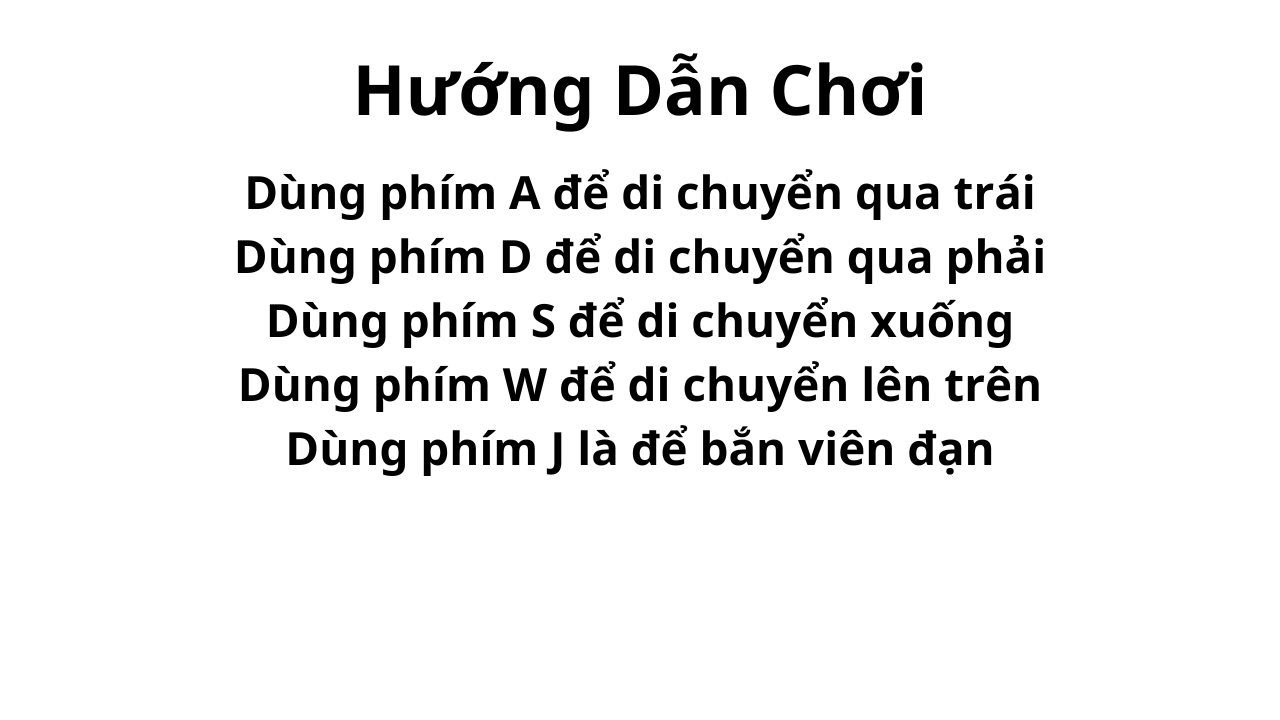 Hướng Dẫn Chơi
Dùng phím A để di chuyển qua trái
Dùng phím D để di chuyển qua phải
Dùng phím S để di chuyển xuống
Dùng phím W để di chuyển lên trên
Dùng phím J là để bắn viên đạn